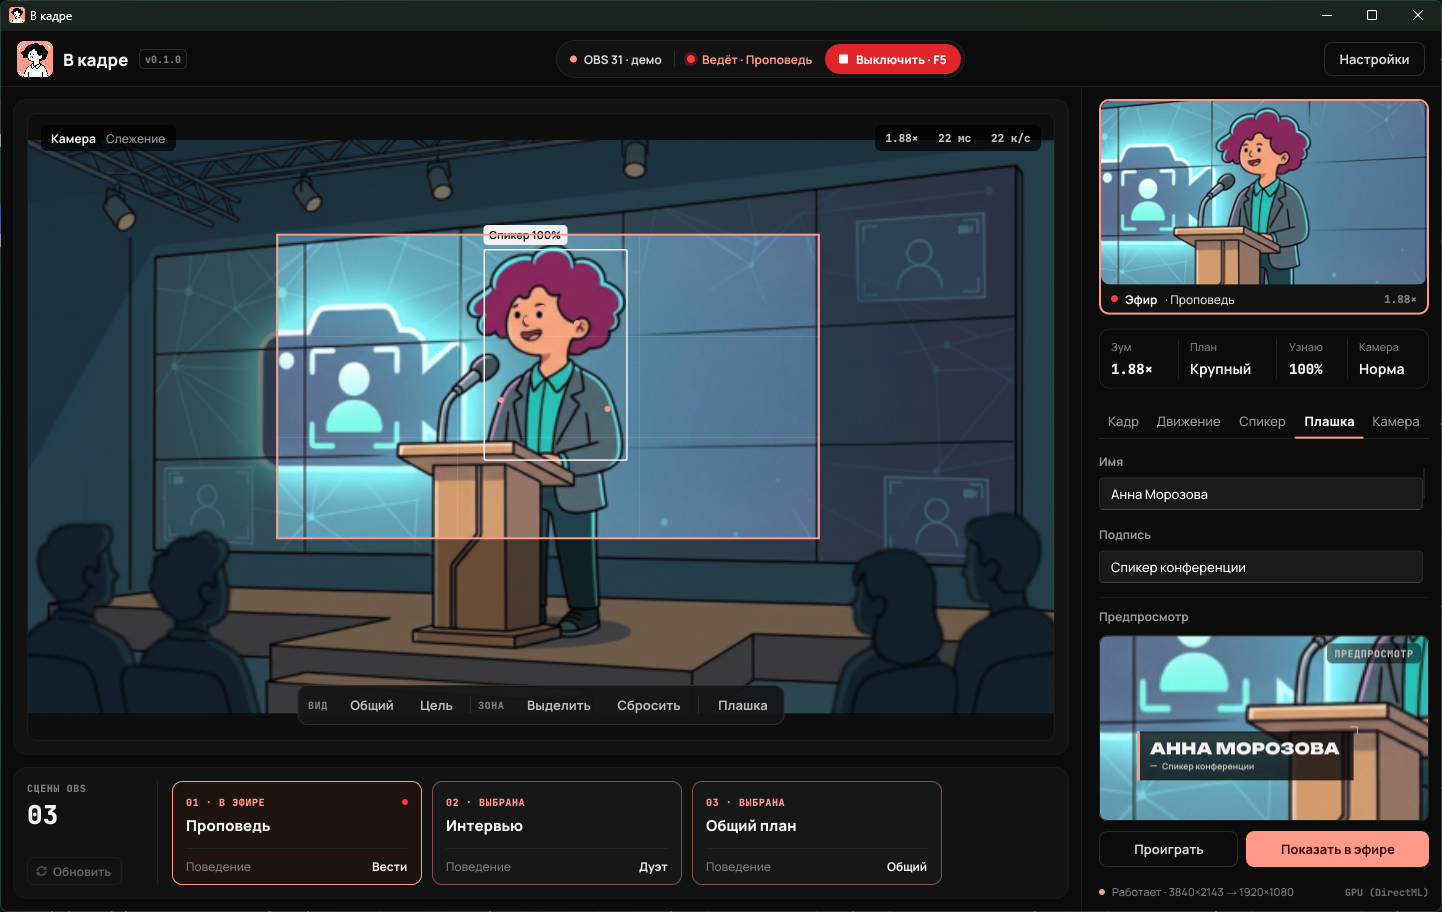 В кадре
В кадре v0.1.0
OBS 31 · демо
Ведёт · Проповедь
Выключить · F5
Настройки
Камера Слежение
1.88× 22 мс 22 к/с
Спикер 100%
ВИД Общий Цель ЗОНА Выделить Сбросить Плашка
СЦЕНЫ OBS
03
Обновить
01 · В ЭФИРЕ
Проповедь
Поведение Вести
02 · ВЫБРАНА
Интервью
Поведение Дуэт
03 · ВЫБРАНА
Общий план
Поведение Общий
Эфир · Проповедь 1.88×
Зум План Узнаю Камера
1.88× Крупный 100% Норма
Кадр Движение Спикер Плашка Камера
Имя
Анна Морозова
Подпись
Спикер конференции
Предпросмотр
ПРЕДПРОСМОТР
АННА МОРОЗОВА
— Спикер конференции
Проиграть Показать в эфире
Работает · 3840×2143 → 1920×1080 GPU (DirectML)